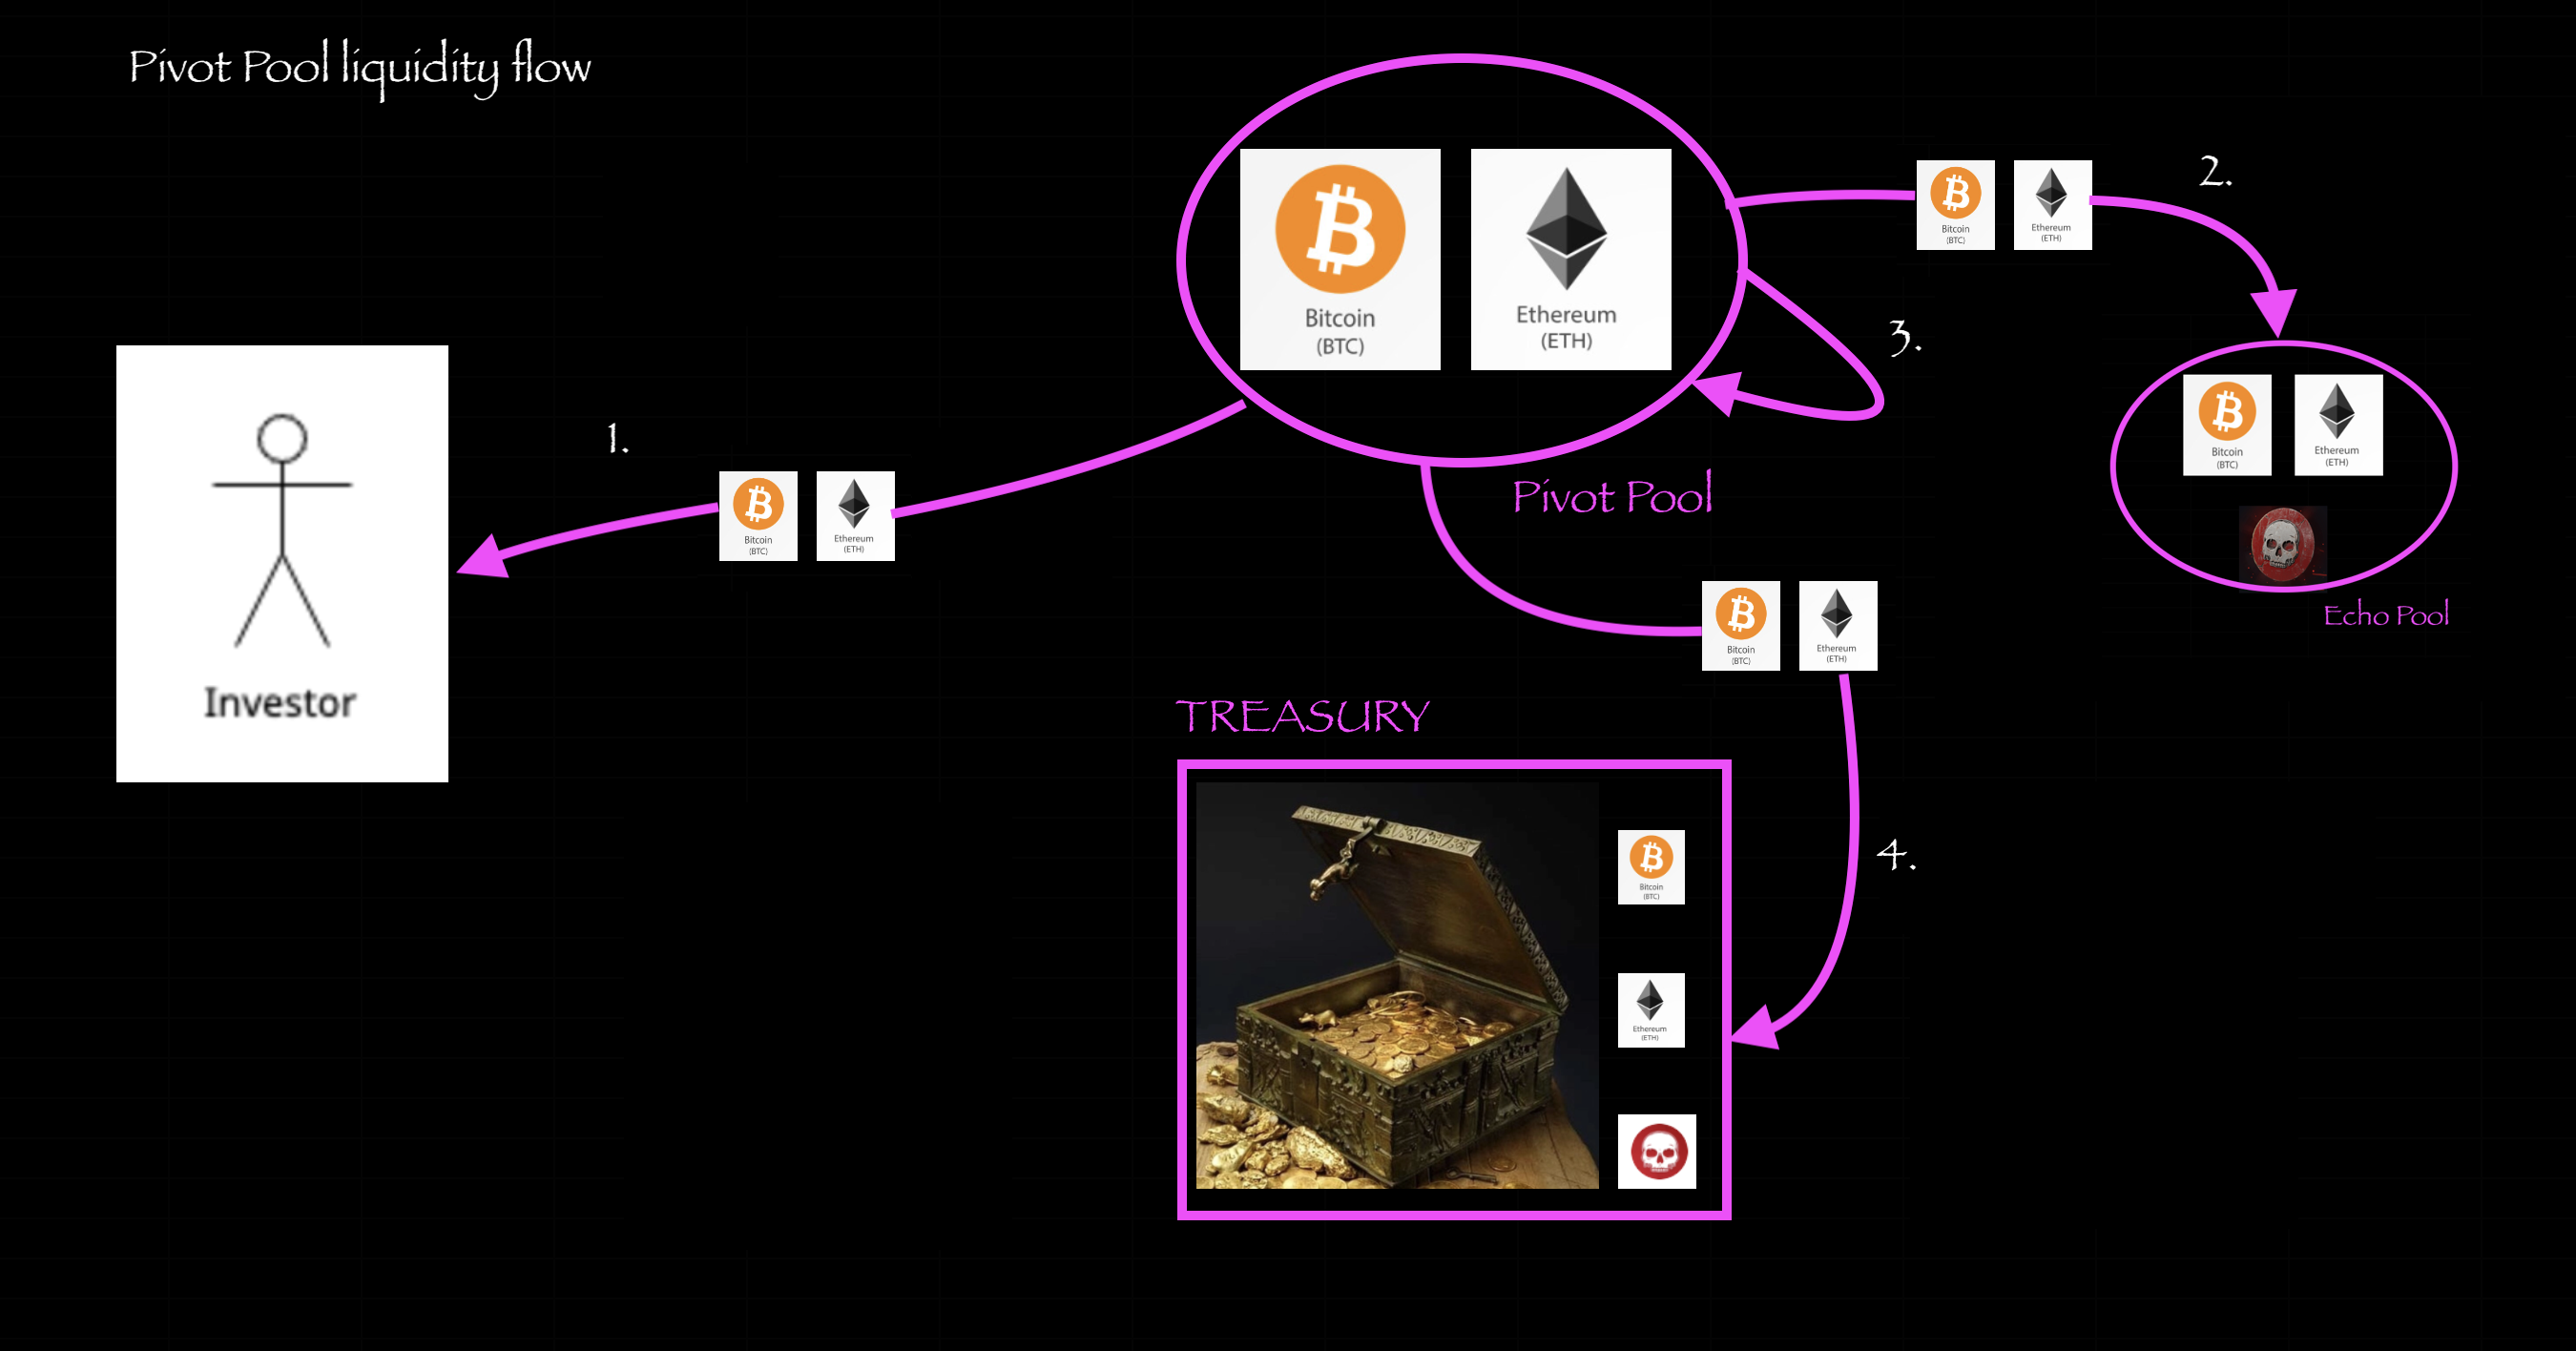 Pivot Pool liquidity flow
Bitcoin
(BTC)
Ethereum
(ETH)
Bitcoin
(BTC)
Ethereum
(ETH)
2.
3.
Bitcoin
(BTC)
Ethereum
(ETH)
Echo Pool
Pivot Pool
1.
Bitcoin
(BTC)
Ethereum
(ETH)
Investor
Bitcoin
(BTC)
Ethereum
(ETH)
TREASURY
4.
Bitcoin
(BTC)
Ethereum
(ETH)